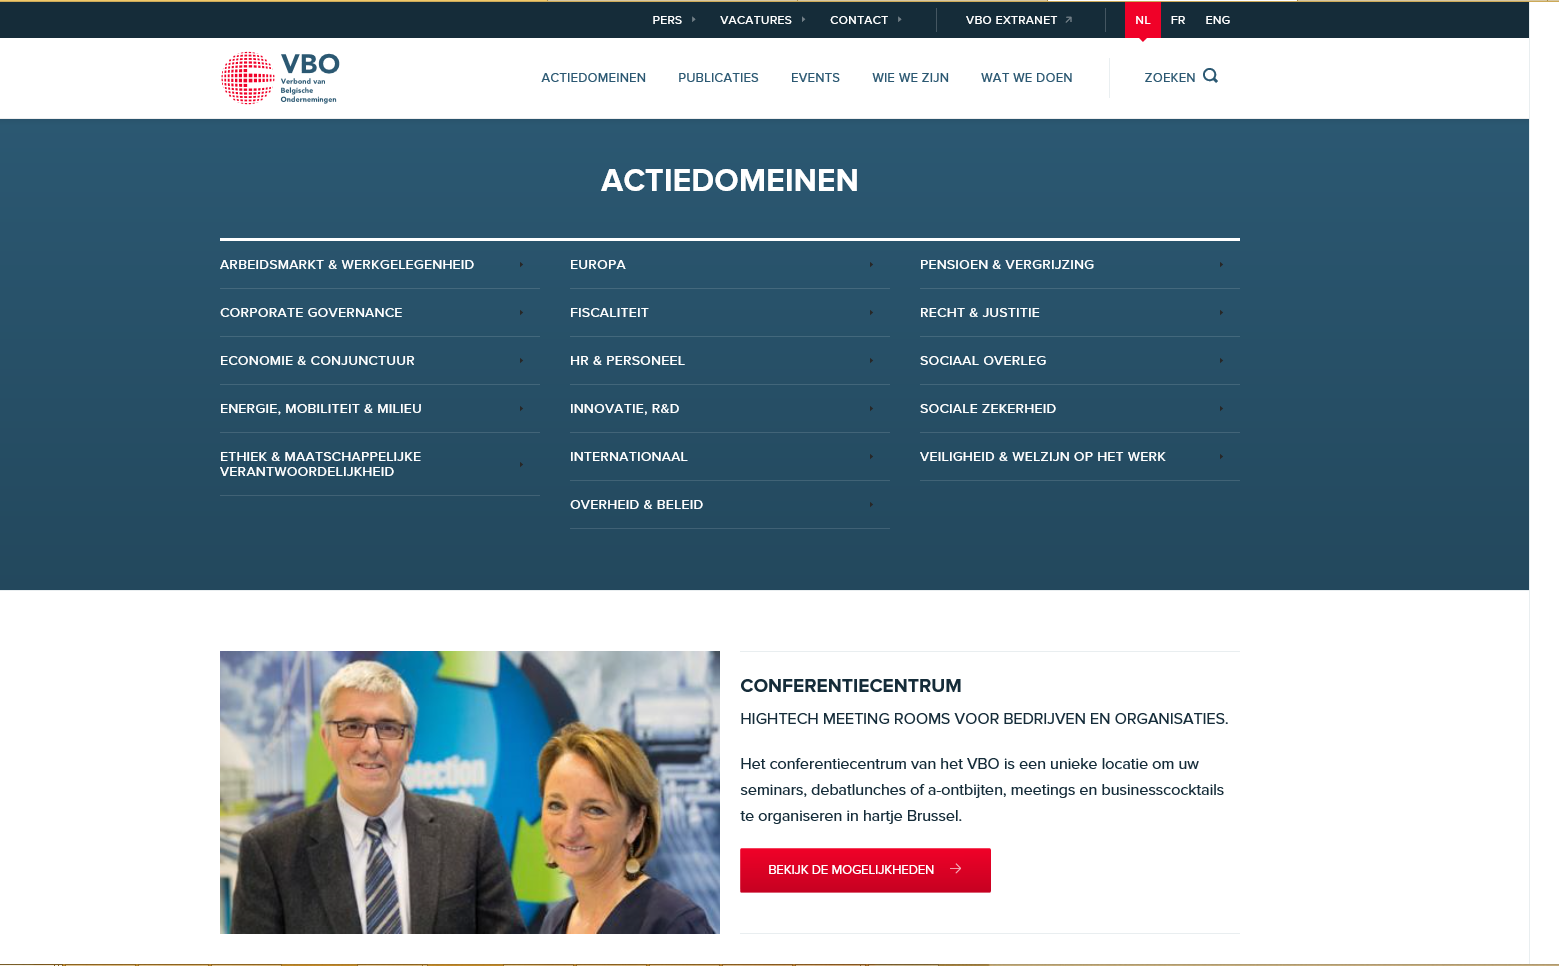 PERS
VACATURES
CONTACT
VBO EXTRANET
NL
FR
ENG
VBO
Verbond van
Belgische
Ondernemingen
ACTIEDOMEINEN
PUBLICATIES
EVENTS
WIE WE ZIJN
WAT WE DOEN
ZOEKEN
ACTIEDOMEINEN
ARBEIDSMARKT & WERKGELEGENHEID
CORPORATE GOVERNANCE
ECONOMIE & CONJUNCTUUR
ENERGIE, MOBILITEIT & MILIEU
ETHIEK & MAATSCHAPPELIJKE
VERANTWOORDELIJKHEID
EUROPA
FISCALITEIT
HR & PERSONEEL
INNOVATIE, R&D
INTERNATIONAAL
OVERHEID & BELEID
PENSIOEN & VERGRIJZING
RECHT & JUSTITIE
SOCIAAL OVERLEG
SOCIALE ZEKERHEID
VEILIGHEID & WELZIJN OP HET WERK
CONFERENTIECENTRUM
HIGHTECH MEETING ROOMS VOOR BEDRIJVEN EN ORGANISATIES.
Het conferentiecentrum van het VBO is een unieke locatie om uw
seminars, debatlunches of a-ontbijten, meetings en businesscocktails
te organiseren in hartje Brussel.
BEKIJK DE MOGELIJKHEDEN